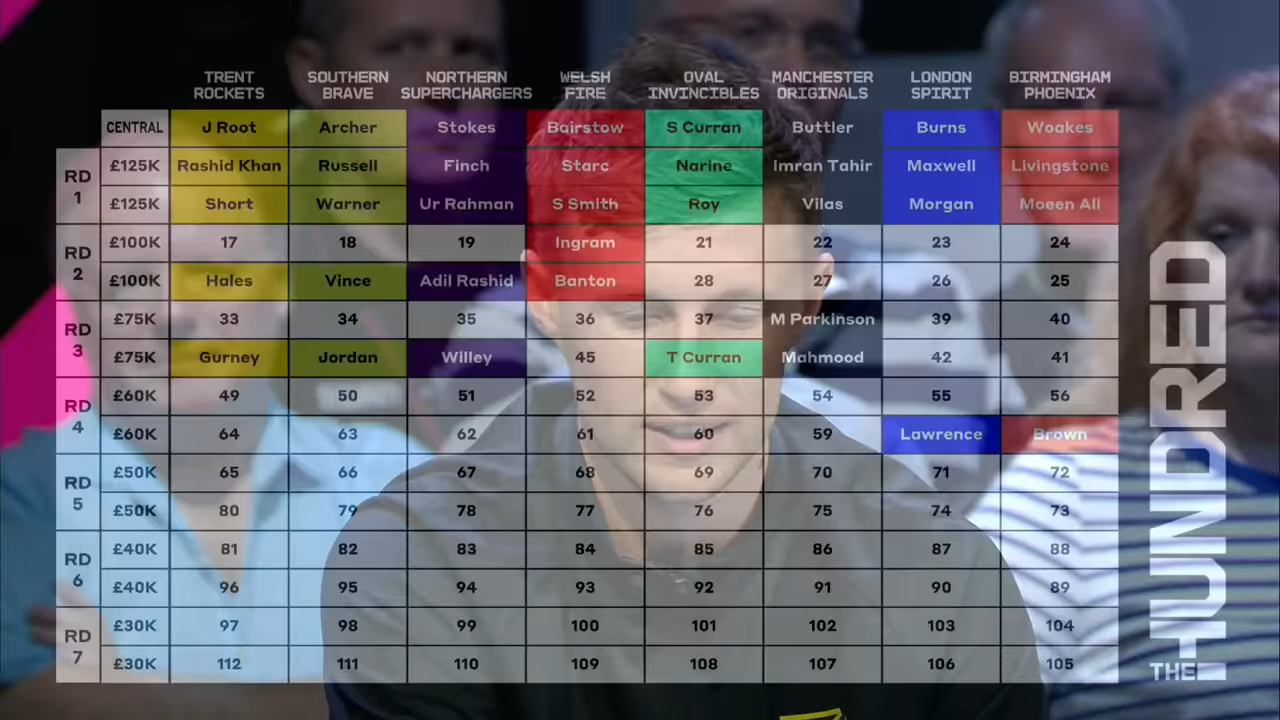 TRENT ROCKETS SOUTHERN BRAVE NORTHERN SUPERCHARGERS WELSH FIRE OVAL INVINCIBLES MANCHESTER ORIGINALS LONDON SPIRIT BIRMINGHAM PHOENIX
CENTRAL J Root Archer Stokes Bairstow S Curran Buttler Burns Woakes
RD 1
£125K Rashid Khan Russell Finch Starc Narine Imran Tahir Maxwell Livingstone
£125K Short Warner Ur Rahman S Smith Roy Vilas Morgan Moeen Ali
RD 2
£100K 17 18 19 Ingram 21 22 23 24
£100K Hales Vince Adil Rashid Banton 28 27 26 25
RD 3
£75K 33 34 35 36 37 M Parkinson 39 40
£75K Gurney Jordan Willey 45 T Curran Mahmood 42 41
RD 4
£60K 49 50 51 52 53 54 55 56
£60K 64 63 62 61 60 59 Lawrence Brown
RD 5
£50K 65 66 67 68 69 70 71 72
£50K 80 79 78 77 76 75 74 73
RD 6
£40K 81 82 83 84 85 86 87 88
£40K 96 95 94 93 92 91 90 89
RD 7
£30K 97 98 99 100 101 102 103 104
£30K 112 111 110 109 108 107 106 105
THE HUNDRED